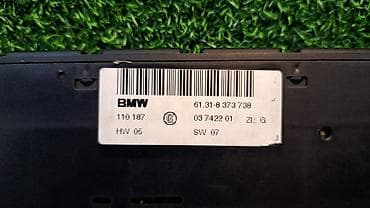 BMW 61.31-8 373 738
110 187 03 7422 01 ZI: G
HW 05 SW 07